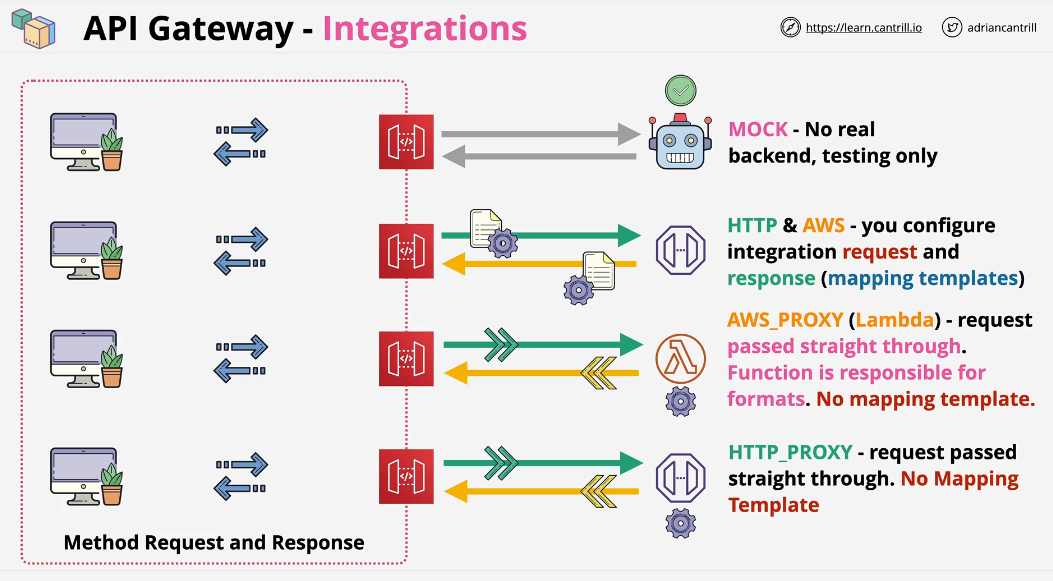 API Gateway - Integrations
https://learn.cantrill.io
adriancantrill
MOCK - No real
backend, testing only
HTTP & AWS - you configure
integration request and
response (mapping templates)
AWS_PROXY (Lambda) - request
passed straight through.
Function is responsible for
formats. No mapping template.
HTTP_PROXY - request passed
straight through. No Mapping
Template
Method Request and Response